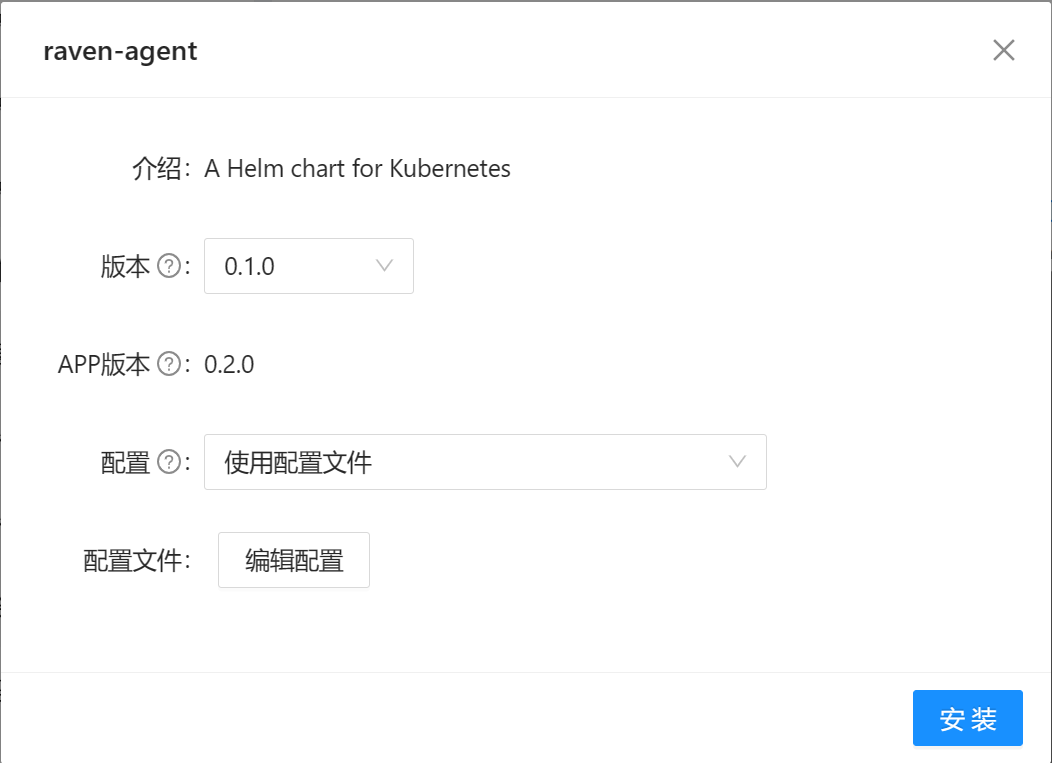 raven-agent
介绍: A Helm chart for Kubernetes
版本 ? : 0.1.0
APP版本 ? : 0.2.0
配置 ? : 使用配置文件
配置文件: 编辑配置
安 装